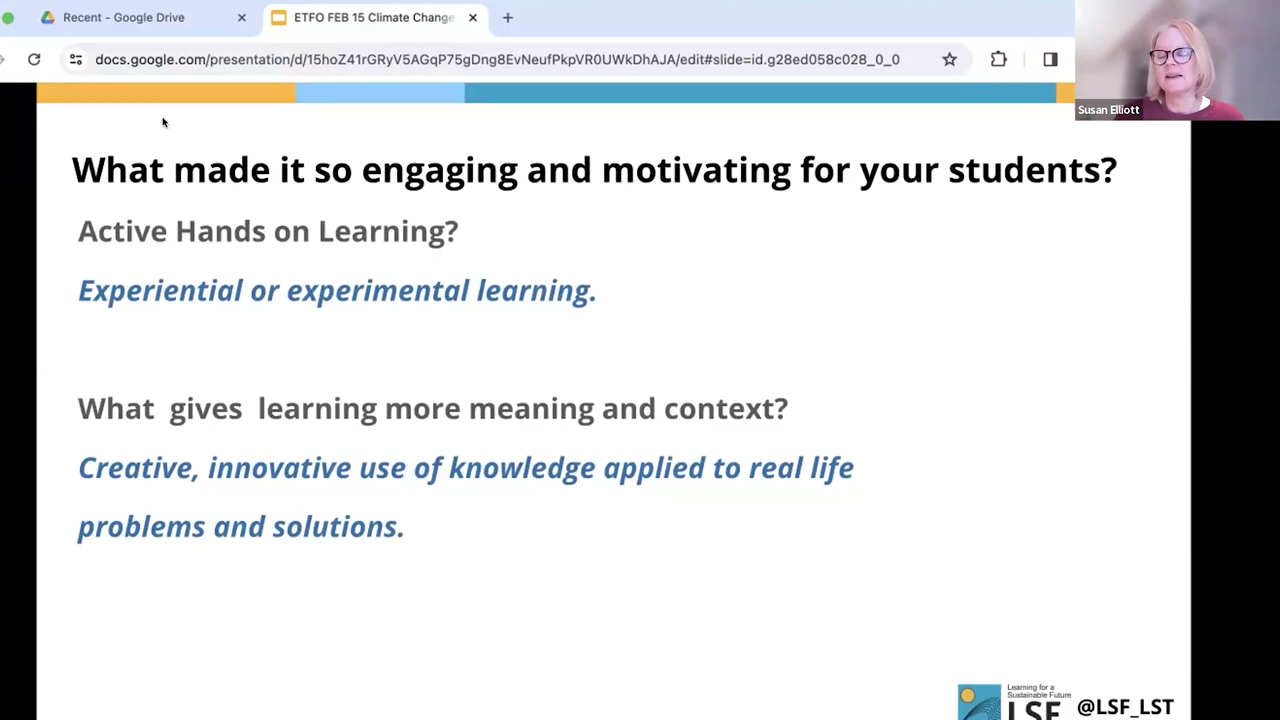 Recent - Google Drive
ETFO FEB 15 Climate Change
docs.google.com/presentation/d/15hoZ41rGRyV5AGqP75gDng8EvNeufPkpVR0UWkDhAJA/edit#slide=id.g28ed058c028_0_0
Susan Elliott
What made it so engaging and motivating for your students?
Active Hands on Learning?
Experiential or experimental learning.
What gives learning more meaning and context?
Creative, innovative use of knowledge applied to real life
problems and solutions.
Learning for a
Sustainable Future
LSF
@LSF_LST